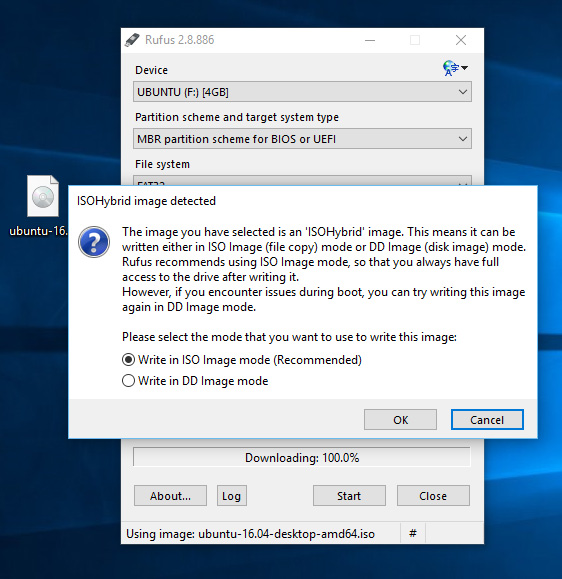 Rufus 2.8.886
Device
UBUNTU (F:) [4GB]
Partition scheme and target system type
MBR partition scheme for BIOS or UEFI
File system
FAT32
ubuntu-16.
ISOHybrid image detected
The image you have selected is an 'ISOHybrid' image. This means it can be
written either in ISO Image (file copy) mode or DD Image (disk image) mode.
Rufus recommends using ISO Image mode, so that you always have full
access to the drive after writing it.
However, if you encounter issues during boot, you can try writing this image
again in DD Image mode.
Please select the mode that you want to use to write this image:
Write in ISO Image mode (Recommended)
Write in DD Image mode
OK
Cancel
Downloading: 100.0%
About...
Log
Start
Close
Using image: ubuntu-16.04-desktop-amd64.iso
#